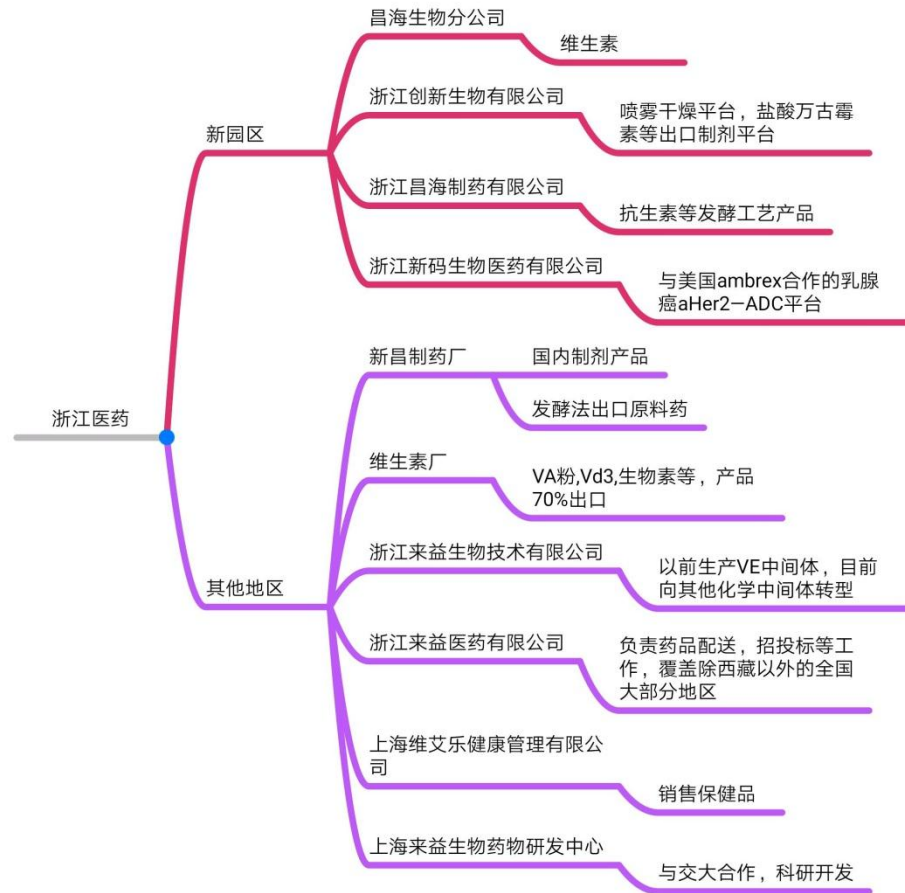 昌海生物分公司
维生素
浙江创新生物有限公司
喷雾干燥平台，盐酸万古霉
素等出口制剂平台
新园区
浙江昌海制药有限公司
抗生素等发酵工艺产品
浙江新码生物医药有限公司
与美国ambrex合作的乳腺
癌aHer2—ADC平台
浙江医药
新昌制药厂
国内制剂产品
发酵法出口原料药
维生素厂
VA粉,Vd3,生物素等，产品
70%出口
浙江来益生物技术有限公司
以前生产VE中间体，目前
向其他化学中间体转型
其他地区
浙江来益医药有限公司
负责药品配送，招投标等工
作，覆盖除西藏以外的全国
大部分地区
上海维艾乐健康管理有限公
司
销售保健品
上海来益生物药物研发中心
与交大合作，科研开发